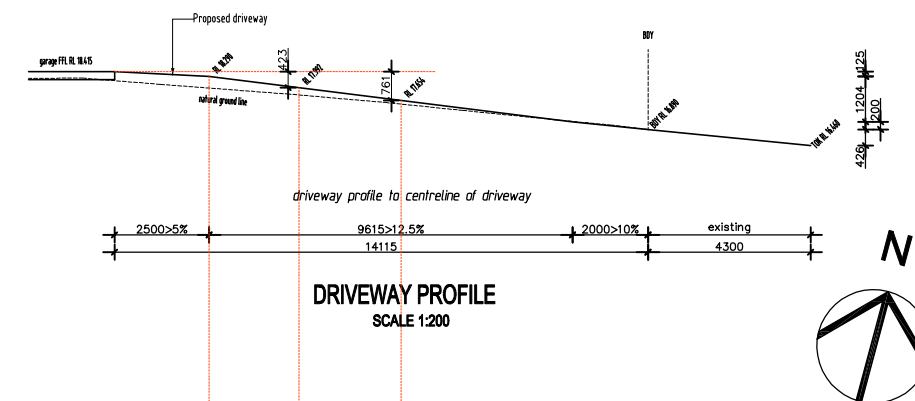 Proposed driveway
garage FFL RL 18.415
RL 18.290
423
RL 17.992
761
RL 17.654
BDY
125
1204
200
426
natural ground line
BDY RL 16.890
TOK RL 16.460
driveway profile to centreline of driveway
2500>5%
9615>12.5%
2000>10%
existing
14115
4300
N
DRIVEWAY PROFILE
SCALE 1:200